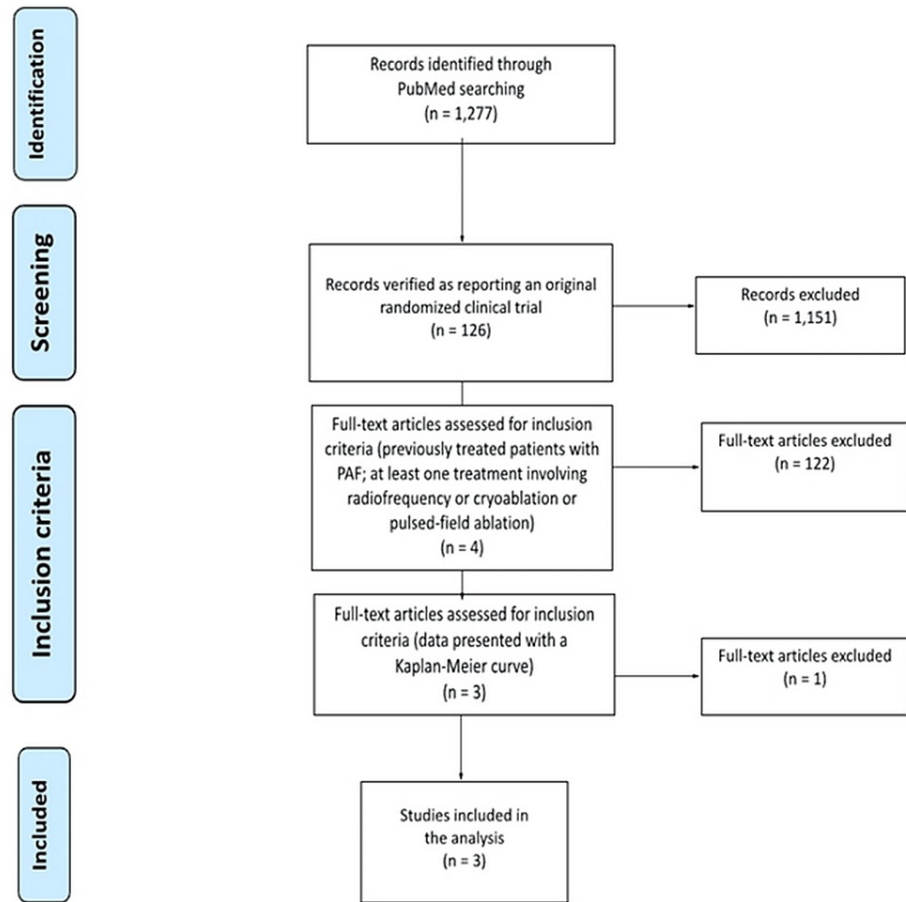 Identification
Records identified through
PubMed searching
(n = 1,277)
Screening
Records verified as reporting an original
randomized clinical trial
(n = 126)
Records excluded
(n = 1,151)
Inclusion criteria
Full-text articles assessed for inclusion
criteria (previously treated patients with
PAF; at least one treatment involving
radiofrequency or cryoablation or
pulsed-field ablation)
(n = 4)
Full-text articles excluded
(n = 122)
Full-text articles assessed for inclusion
criteria (data presented with a
Kaplan-Meier curve)
(n = 3)
Full-text articles excluded
(n = 1)
Included
Studies included in
the analysis
(n = 3)